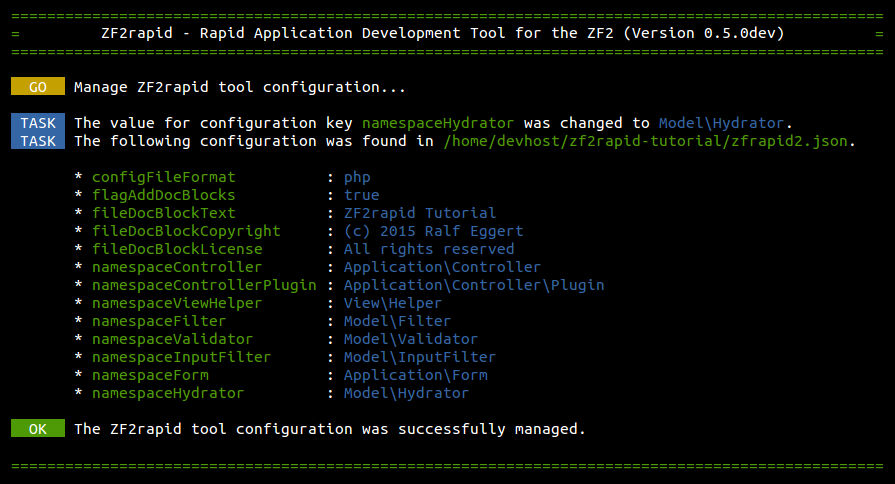 =================================================================================================
= ZF2rapid - Rapid Application Development Tool for the ZF2 (Version 0.5.0dev) =
=================================================================================================
GO Manage ZF2rapid tool configuration...
TASK The value for configuration key namespaceHydrator was changed to Model\Hydrator.
TASK The following configuration was found in /home/devhost/zf2rapid-tutorial/zfrapid2.json.
* configFileFormat : php
* flagAddDocBlocks : true
* fileDocBlockText : ZF2rapid Tutorial
* fileDocBlockCopyright : (c) 2015 Ralf Eggert
* fileDocBlockLicense : All rights reserved
* namespaceController : Application\Controller
* namespaceControllerPlugin : Application\Controller\Plugin
* namespaceViewHelper : View\Helper
* namespaceFilter : Model\Filter
* namespaceValidator : Model\Validator
* namespaceInputFilter : Model\InputFilter
* namespaceForm : Application\Form
* namespaceHydrator : Model\Hydrator
OK The ZF2rapid tool configuration was successfully managed.
=================================================================================================